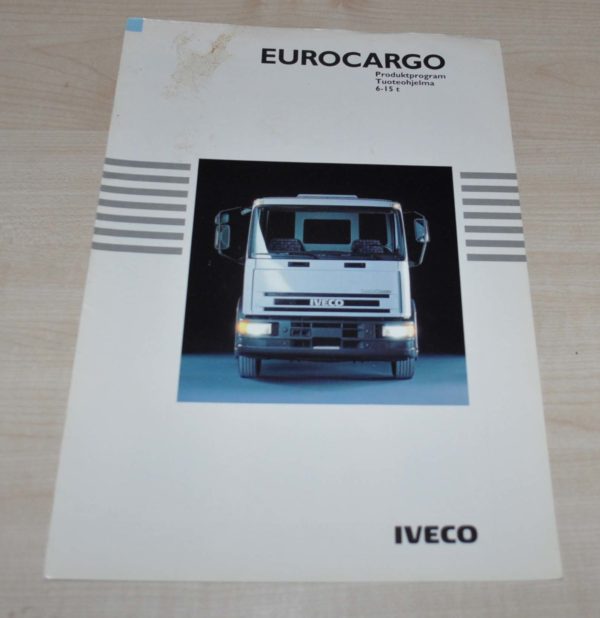 EUROCARGO
Produktprogram
Tuoteohjelma
6-15 t
IVECO
IVECO